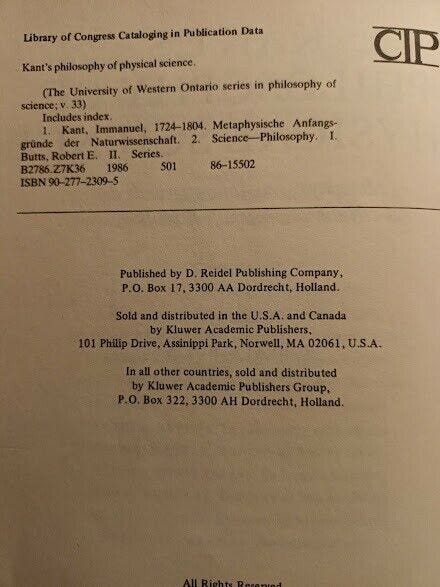 Library of Congress Cataloging in Publication Data
CIP
Kant's philosophy of physical science.
(The University of Western Ontario series in philosophy of
science; v. 33)
Includes index.
1. Kant, Immanuel, 1724–1804. Metaphysische Anfangs-
gründe der Naturwissenschaft. 2. Science—Philosophy. I.
Butts, Robert E. II. Series.
B2786.Z7K36 1986 501 86-15502
ISBN 90-277-2309-5
Published by D. Reidel Publishing Company,
P.O. Box 17, 3300 AA Dordrecht, Holland.
Sold and distributed in the U.S.A. and Canada
by Kluwer Academic Publishers,
101 Philip Drive, Assinippi Park, Norwell, MA 02061, U.S.A.
In all other countries, sold and distributed
by Kluwer Academic Publishers Group,
P.O. Box 322, 3300 AH Dordrecht, Holland.
All Rights Reserved